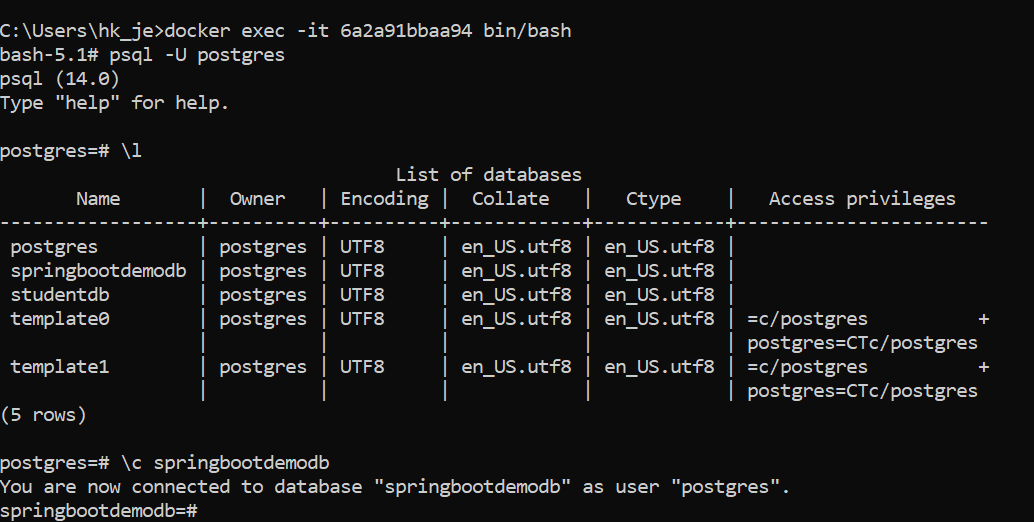 C:\Users\hk_je>docker exec -it 6a2a91bbaa94 bin/bash
bash-5.1# psql -U postgres
psql (14.0)
Type "help" for help.

postgres=# \l
                                    List of databases
       Name       |  Owner   | Encoding |  Collate   |   Ctype    |   Access privileges
------------------+----------+----------+------------+------------+-----------------------
 postgres         | postgres | UTF8     | en_US.utf8 | en_US.utf8 |
 springbootdemodb | postgres | UTF8     | en_US.utf8 | en_US.utf8 |
 studentdb        | postgres | UTF8     | en_US.utf8 | en_US.utf8 |
 template0        | postgres | UTF8     | en_US.utf8 | en_US.utf8 | =c/postgres          +
                  |          |          |            |            | postgres=CTc/postgres
 template1        | postgres | UTF8     | en_US.utf8 | en_US.utf8 | =c/postgres          +
                  |          |          |            |            | postgres=CTc/postgres
(5 rows)

postgres=# \c springbootdemodb
You are now connected to database "springbootdemodb" as user "postgres".
springbootdemodb=#